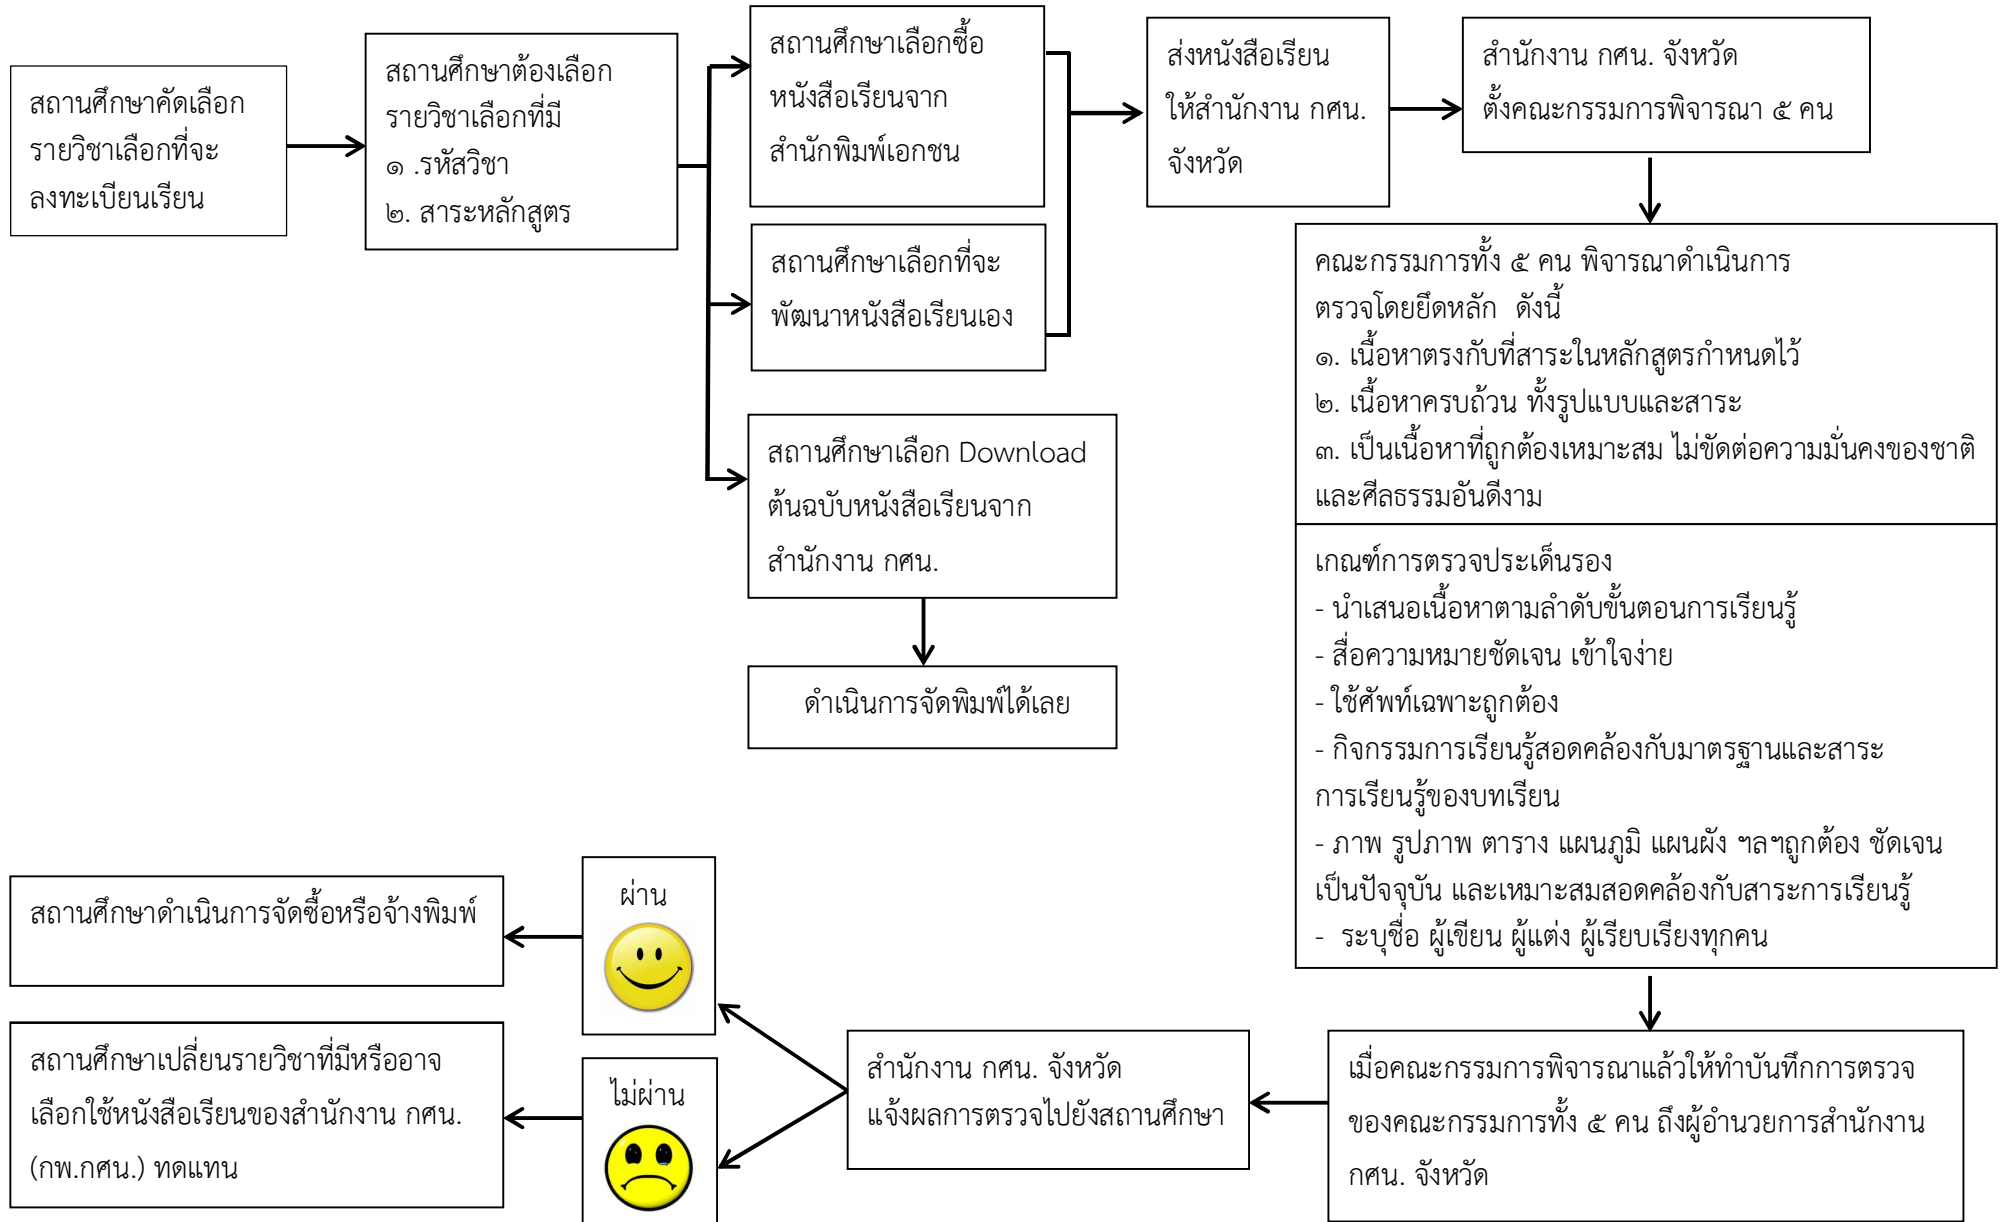 สถานศึกษาคัดเลือก
รายวิชาเลือกที่จะ
ลงทะเบียนเรียน
สถานศึกษาต้องเลือก
รายวิชาเลือกที่มี
๑ .รหัสวิชา
๒. สาระหลักสูตร
สถานศึกษาเลือกซื้อ
หนังสือเรียนจาก
สำนักพิมพ์เอกชน
สถานศึกษาเลือกที่จะ
พัฒนาหนังสือเรียนเอง
สถานศึกษาเลือก Download
ต้นฉบับหนังสือเรียนจาก
สำนักงาน กศน.
ดำเนินการจัดพิมพ์ได้เลย
ส่งหนังสือเรียน
ให้สำนักงาน กศน.
จังหวัด
สำนักงาน กศน. จังหวัด
ตั้งคณะกรรมการพิจารณา ๕ คน
คณะกรรมการทั้ง ๕ คน พิจารณาดำเนินการ
ตรวจโดยยึดหลัก ดังนี้
๑. เนื้อหาตรงกับที่สาระในหลักสูตรกำหนดไว้
๒. เนื้อหาครบถ้วน ทั้งรูปแบบและสาระ
๓. เป็นเนื้อหาที่ถูกต้องเหมาะสม ไม่ขัดต่อความมั่นคงของชาติ
และศีลธรรมอันดีงาม
เกณฑ์การตรวจประเด็นรอง
- นำเสนอเนื้อหาตามลำดับขั้นตอนการเรียนรู้
- สื่อความหมายชัดเจน เข้าใจง่าย
- ใช้ศัพท์เฉพาะถูกต้อง
- กิจกรรมการเรียนรู้สอดคล้องกับมาตรฐานและสาระ
การเรียนรู้ของบทเรียน
- ภาพ รูปภาพ ตาราง แผนภูมิ แผนผัง ฯลฯถูกต้อง ชัดเจน
เป็นปัจจุบัน และเหมาะสมสอดคล้องกับสาระการเรียนรู้
- ระบุชื่อ ผู้เขียน ผู้แต่ง ผู้เรียบเรียงทุกคน
เมื่อคณะกรรมการพิจารณาแล้วให้ทำบันทึกการตรวจ
ของคณะกรรมการทั้ง ๕ คน ถึงผู้อำนวยการสำนักงาน
กศน. จังหวัด
สำนักงาน กศน. จังหวัด
แจ้งผลการตรวจไปยังสถานศึกษา
ผ่าน
สถานศึกษาดำเนินการจัดซื้อหรือจ้างพิมพ์
ไม่ผ่าน
สถานศึกษาเปลี่ยนรายวิชาที่มีหรืออาจ
เลือกใช้หนังสือเรียนของสำนักงาน กศน.
(กพ.กศน.) ทดแทน